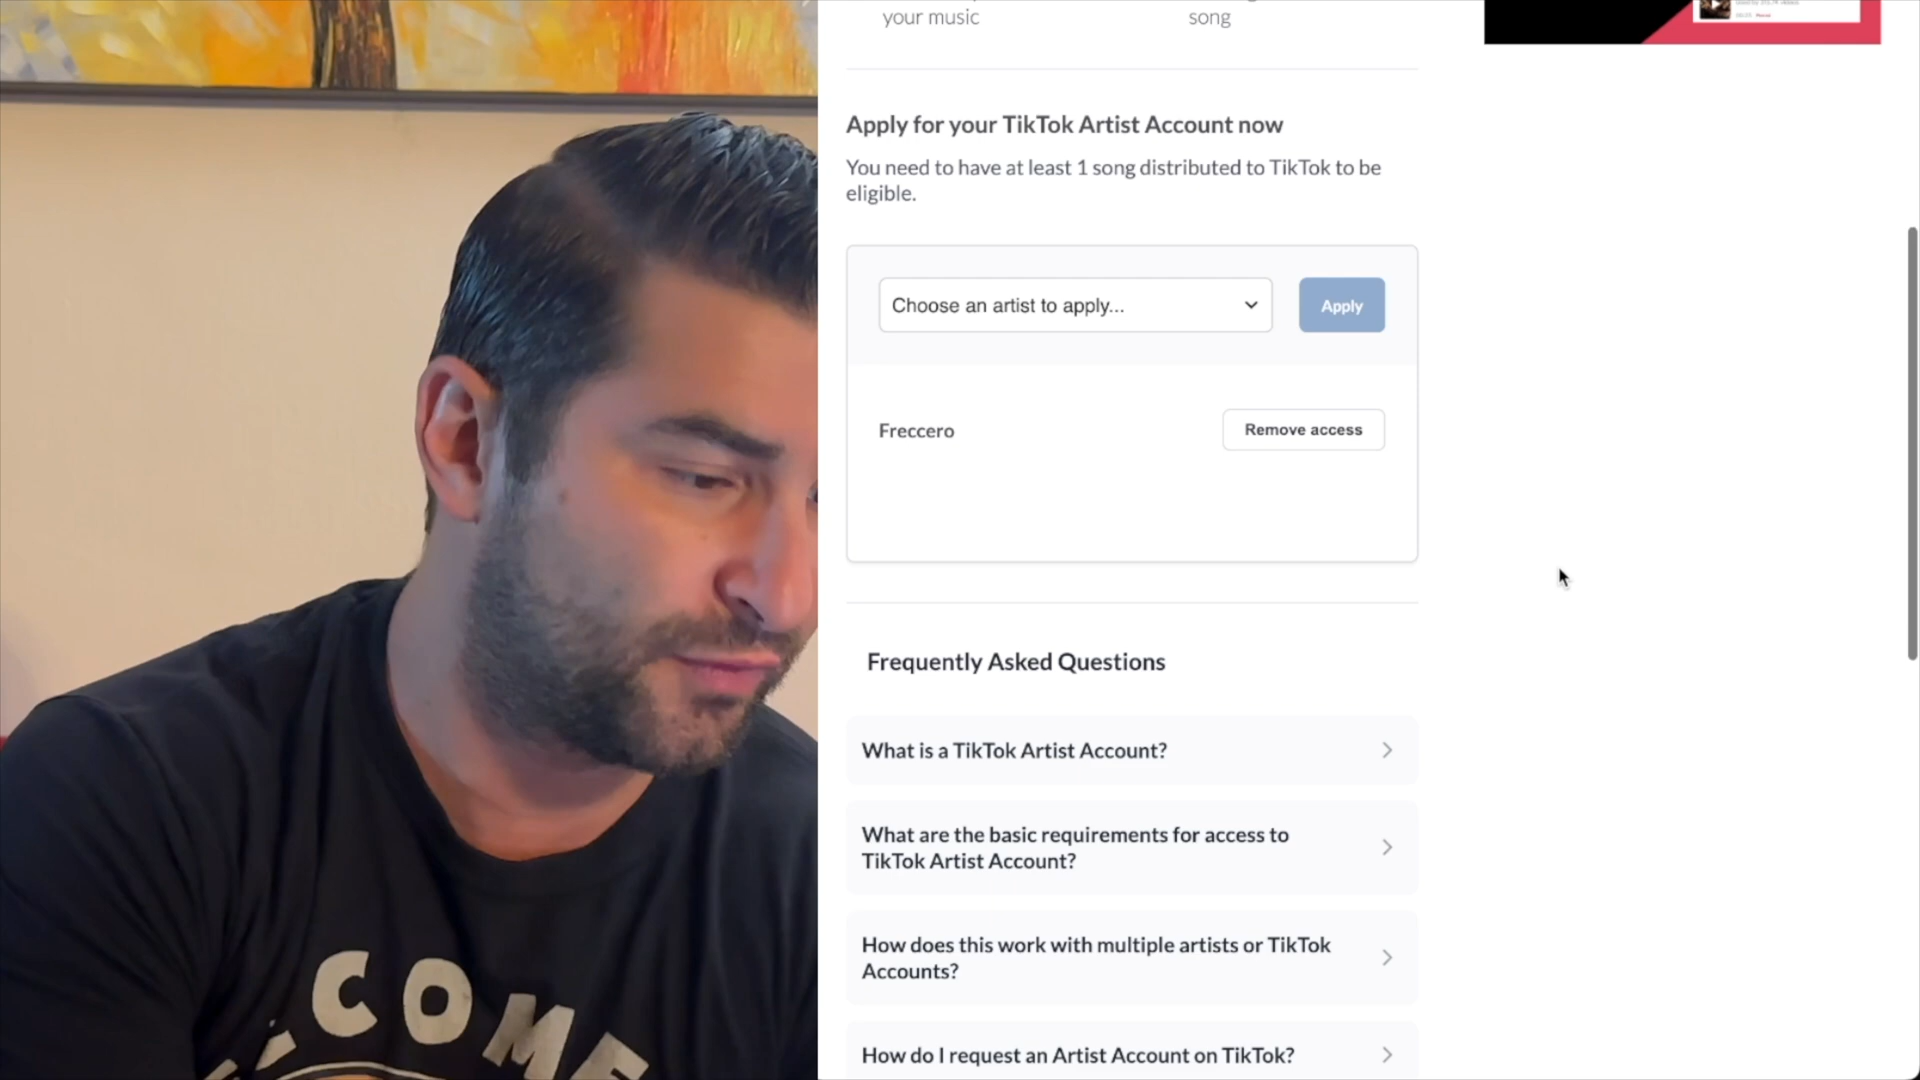 your music
song
Apply for your TikTok Artist Account now
You need to have at least 1 song distributed to TikTok to be
eligible.
Choose an artist to apply...
Apply
Freccero
Remove access
Frequently Asked Questions
What is a TikTok Artist Account?
What are the basic requirements for access to
TikTok Artist Account?
How does this work with multiple artists or TikTok
Accounts?
How do I request an Artist Account on TikTok?
COME